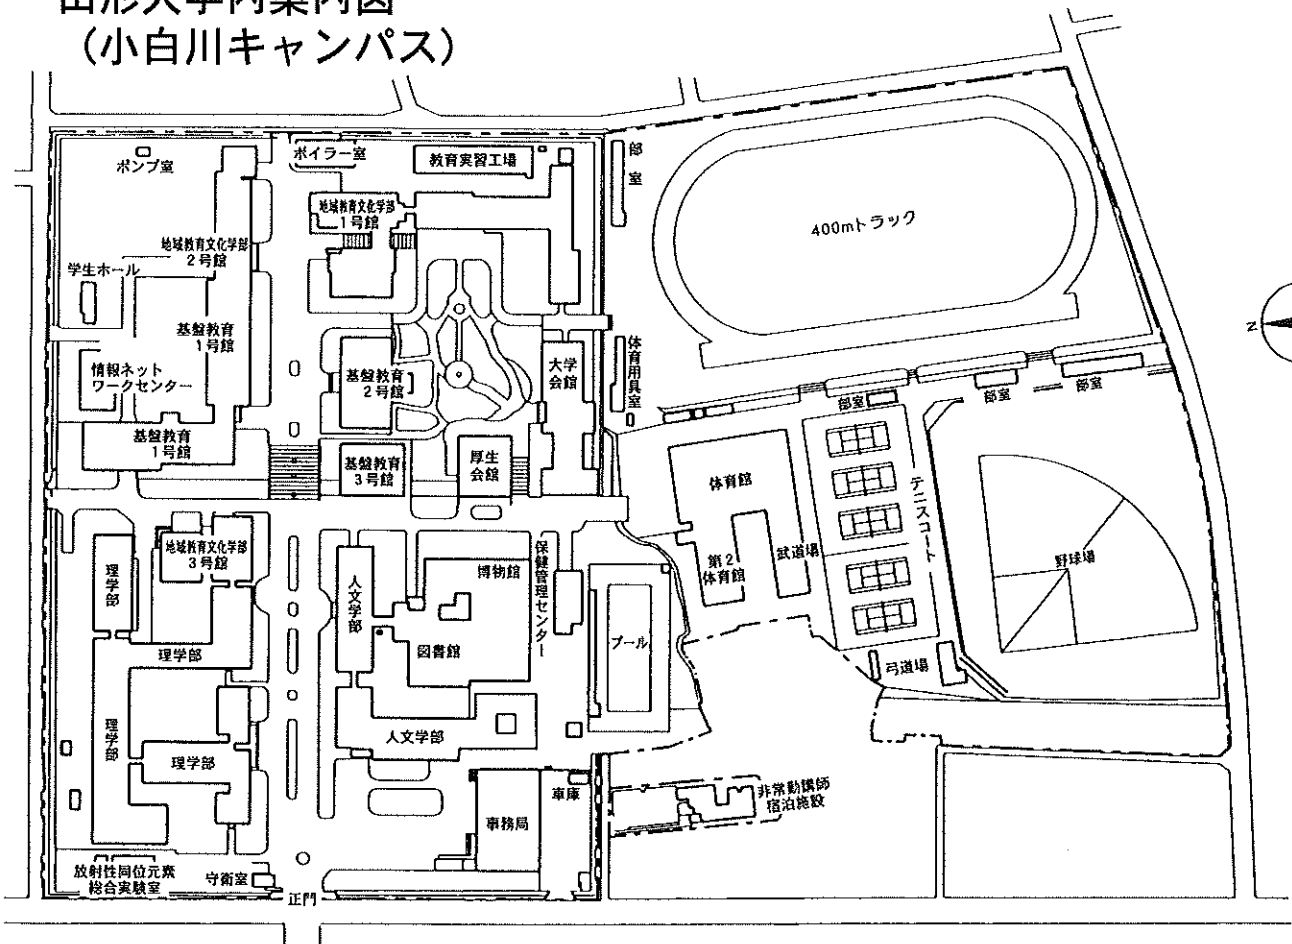 山形大学内案内図
（小白川キャンパス）
ポンプ室
ボイラー室
教育実習工場
部室
地域教育文化学部
1号館
400mトラック
地域教育文化学部
2号館
学生ホール
基盤教育
1号館
情報ネット
ワークセンター
基盤教育
2号館
大学
会館
体育用具室
部室
部室
部室
基盤教育
1号館
基盤教育
3号館
厚生
会館
体育館
テニスコート
N
地域教育文化学部
3号館
理学部
人文学部
博物館
保健管理センター
第2
体育館
武道場
野球場
理学部
図書館
プール
弓道場
理学部
理学部
人文学部
車庫
事務局
非常勤講師
宿泊施設
放射性同位元素
総合実験室
守衛室
正門